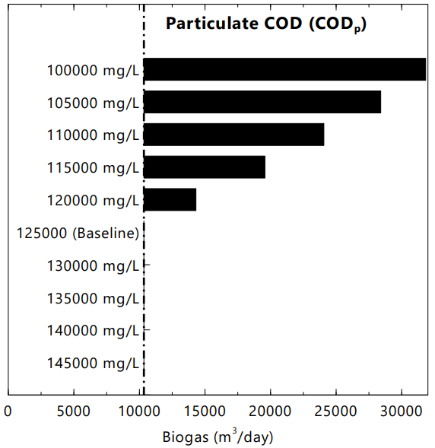 Particulate COD (CODₚ)
100000 mg/L
105000 mg/L
110000 mg/L
115000 mg/L
120000 mg/L
125000 (Baseline)
130000 mg/L
135000 mg/L
140000 mg/L
145000 mg/L
0 5000 10000 15000 20000 25000 30000
Biogas (m³/day)